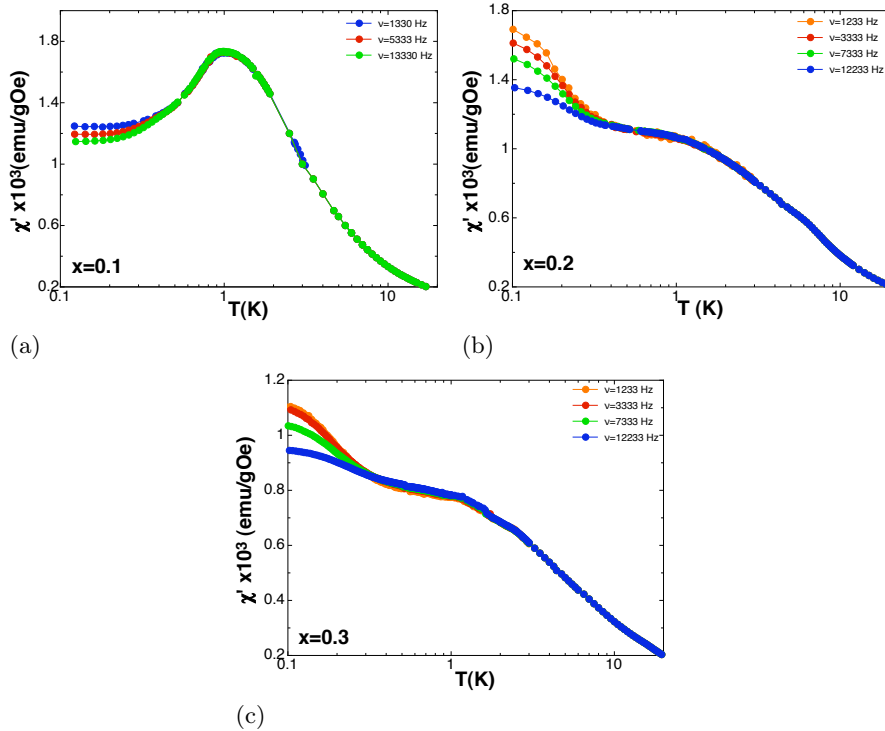 1.8
1.4
1
0.6
0.2
χ' x10³(emu/gOe)
ν=1330 Hz
ν=5333 Hz
ν=13330 Hz
x=0.1
0.1
1
10
T(K)
(a)
1.8
1.4
1
0.6
0.2
χ' x10³(emu/gOe)
ν=1233 Hz
ν=3333 Hz
ν=7333 Hz
ν=12233 Hz
x=0.2
0.1
1
10
T (K)
(b)
1.2
1
0.8
0.6
0.4
0.2
χ' x10³ (emu/gOe)
ν=1233 Hz
ν=3333 Hz
ν=7333 Hz
ν=12233 Hz
x=0.3
0.1
1
10
T(K)
(c)